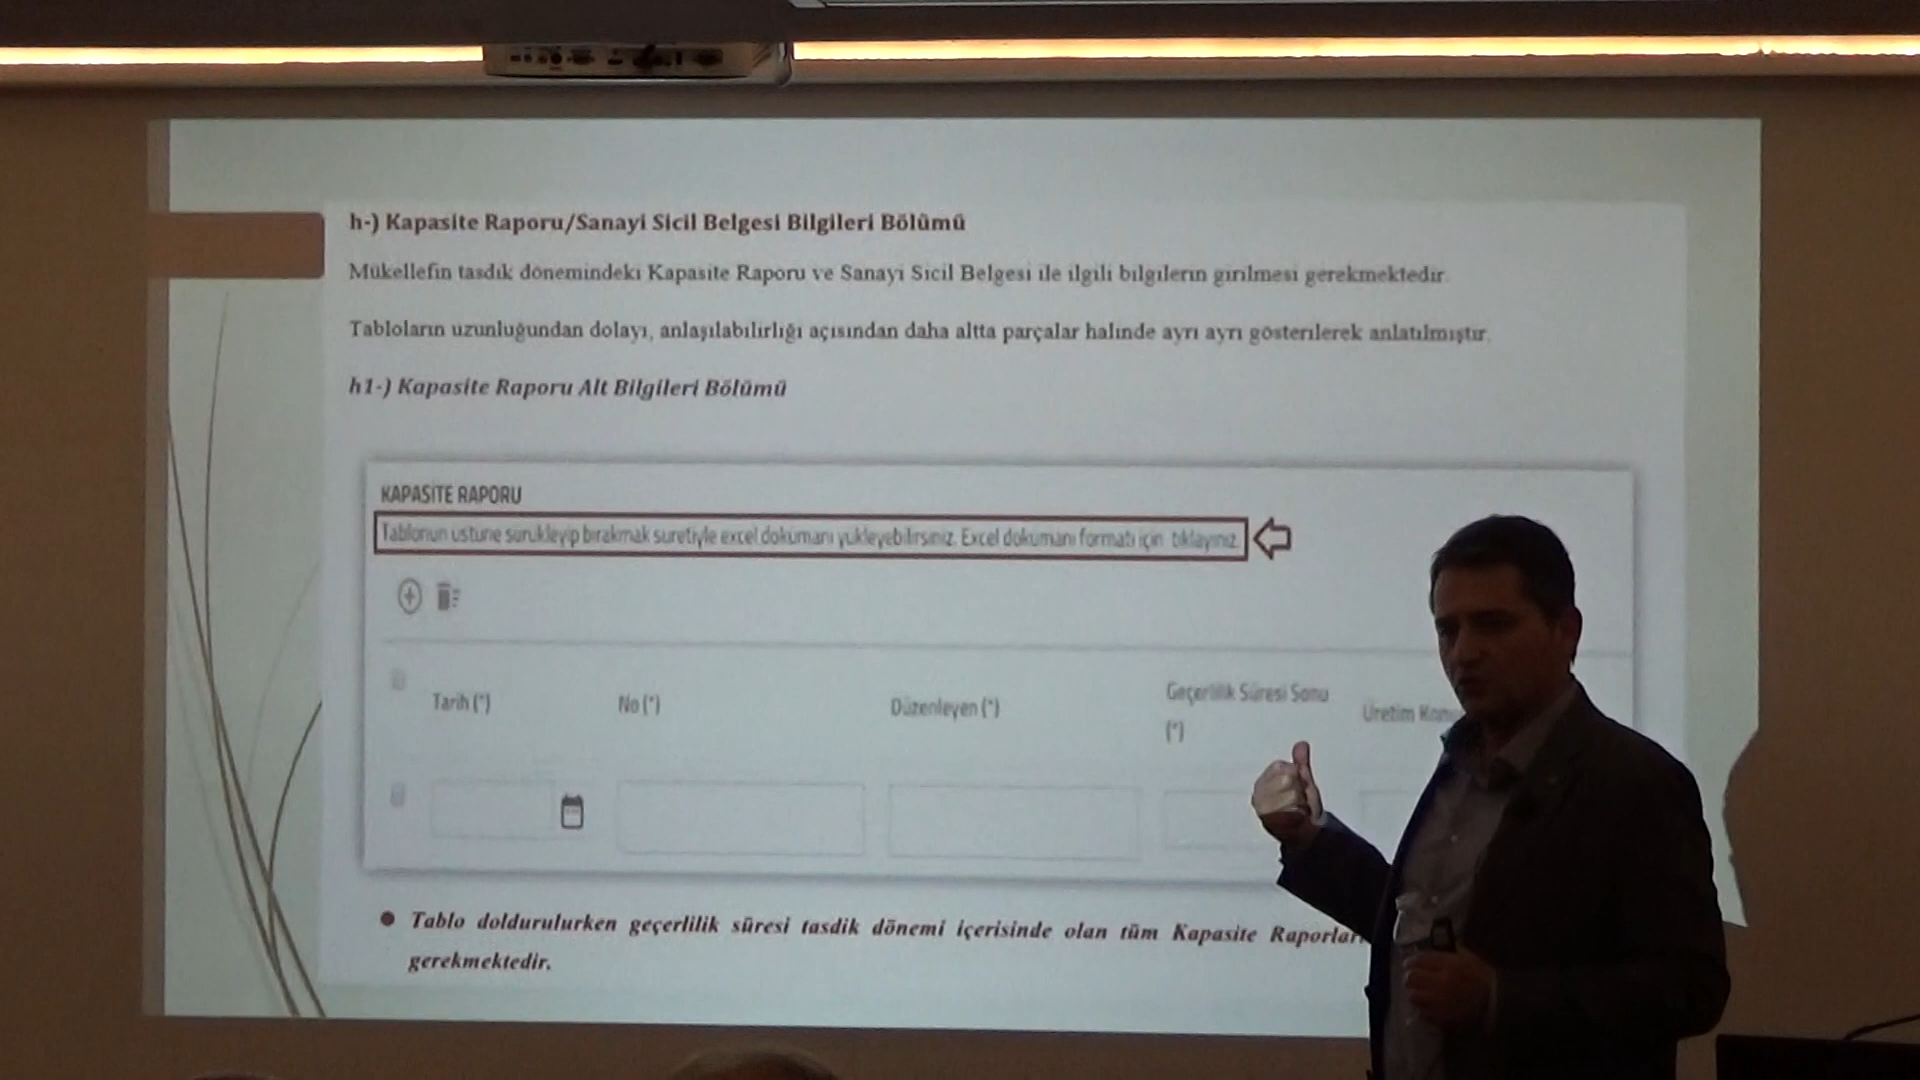 h-) Kapasite Raporu/Sanayi Sicil Belgesi Bilgileri Bölümü
Mükellefin tasdik dönemindeki Kapasite Raporu ve Sanayi Sicil Belgesi ile ilgili bilgilerin girilmesi gerekmektedir.
Tabloların uzunluğundan dolayı, anlaşılabilirliği açısından daha altta parçalar halinde ayrı ayrı gösterilerek anlatılmıştır.
h1-) Kapasite Raporu Alt Bilgileri Bölümü
KAPASİTE RAPORU
Tablonun üstüne sürükleyip bırakmak suretiyle excel dokümanı yükleyebilirsiniz. Excel dokümanı formatı için tıklayınız.
Tarih (*) No (*) Düzenleyen (*) Geçerlilik Süresi Sonu (*) Üretim
Tablo doldurulurken geçerlilik süresi tasdik dönemi içerisinde olan tüm Kapasite
gerekmektedir.